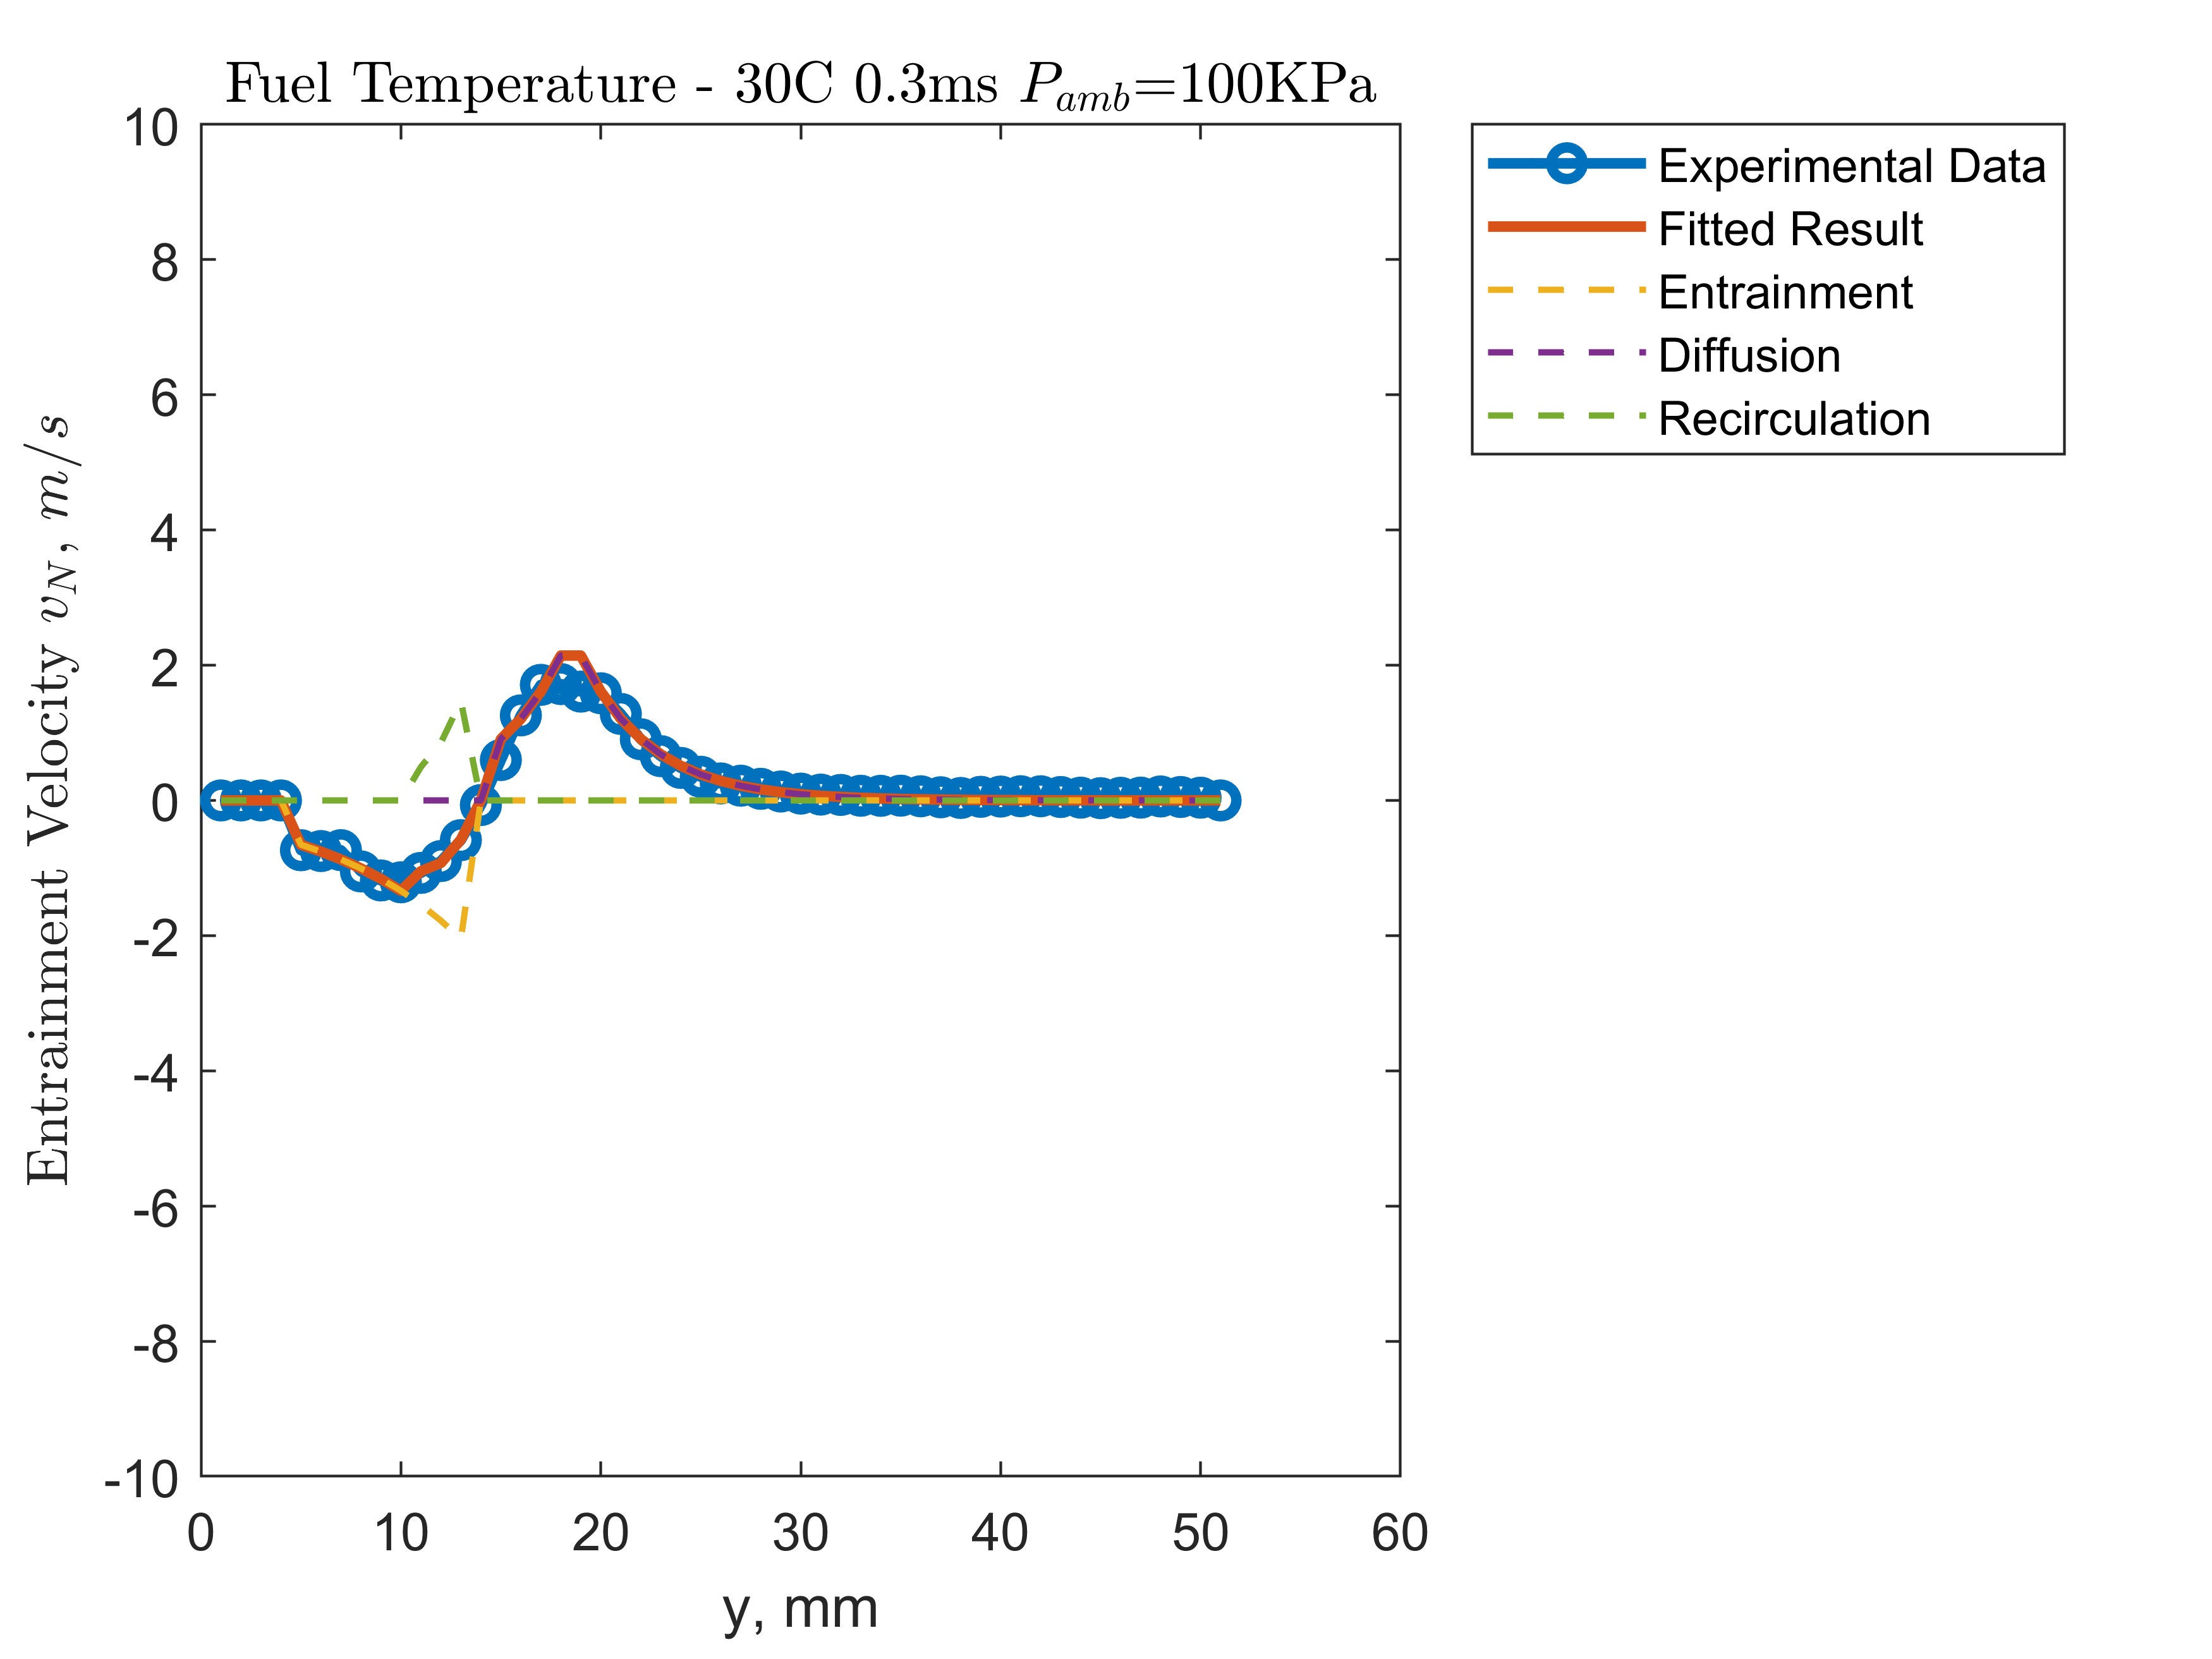 Fuel Temperature - 30C 0.3ms P_amb=100KPa
Entrainment Velocity v_N, m/s
10
8
6
4
2
0
-2
-4
-6
-8
-10
0 10 20 30 40 50 60
y, mm
Experimental Data
Fitted Result
Entrainment
Diffusion
Recirculation